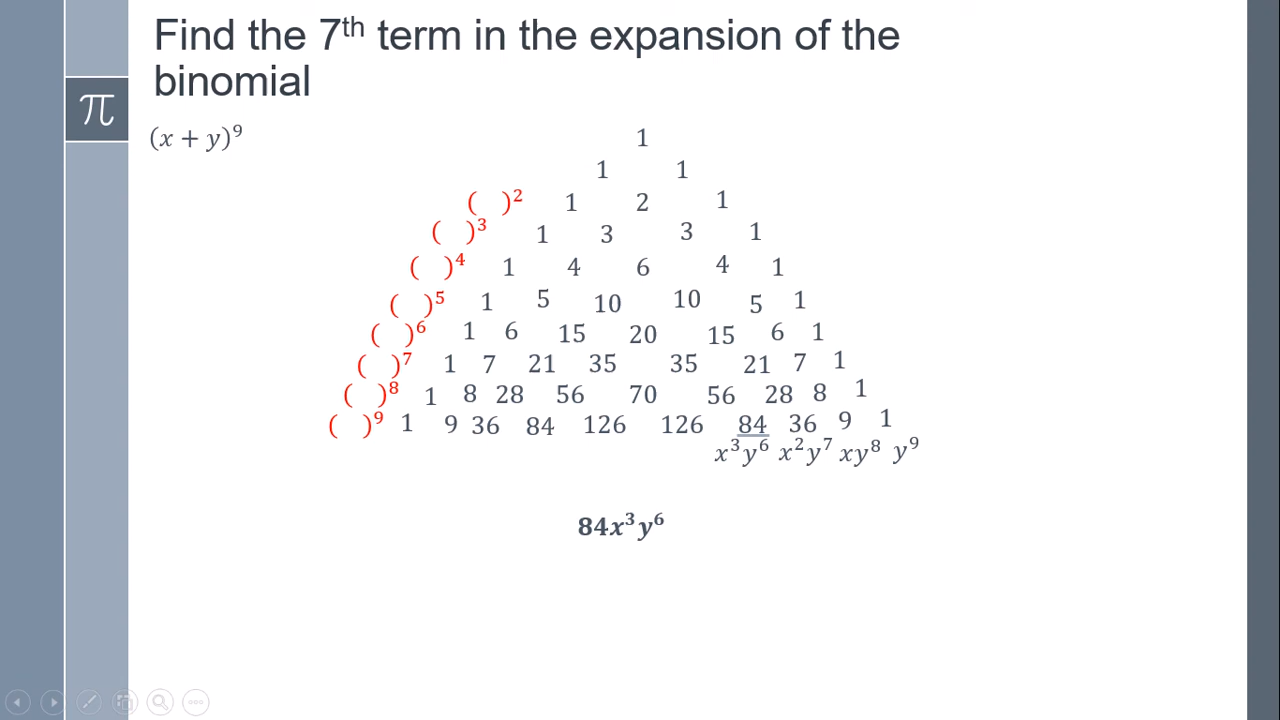 Find the 7th term in the expansion of the
binomial
π
(x + y)⁹
1
1 1
( )² 1 2 1
( )³ 1 3 3 1
( )⁴ 1 4 6 4 1
( )⁵ 1 5 10 10 5 1
( )⁶ 1 6 15 20 15 6 1
( )⁷ 1 7 21 35 35 21 7 1
( )⁸ 1 8 28 56 70 56 28 8 1
( )⁹ 1 9 36 84 126 126 84 36 9 1
x³y⁶ x²y⁷ xy⁸ y⁹
84x³y⁶